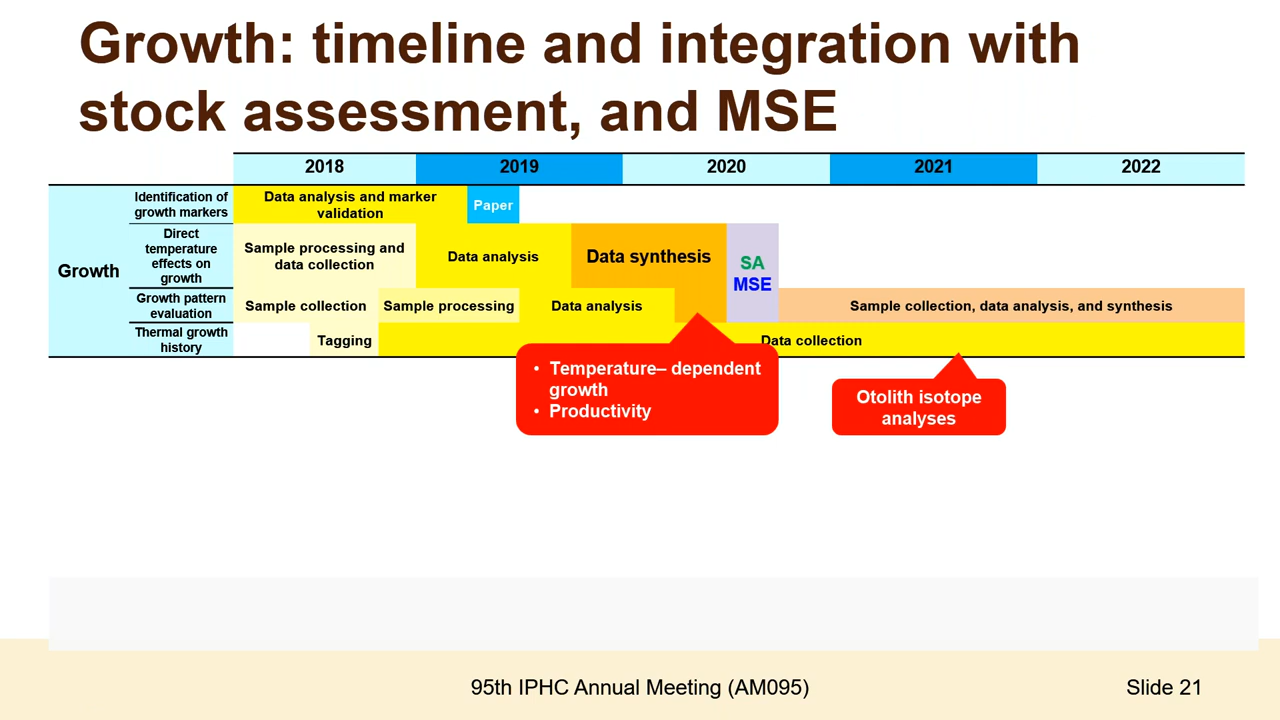 Growth: timeline and integration with
stock assessment, and MSE
2018 2019 2020 2021 2022
Growth
Identification of
growth markers
Data analysis and marker
validation
Paper
Direct
temperature
effects on
growth
Sample processing and
data collection
Data analysis
Data synthesis
SA
MSE
Growth pattern
evaluation
Sample collection
Sample processing
Data analysis
Sample collection, data analysis, and synthesis
Thermal growth
history
Tagging
Data collection
• Temperature– dependent
growth
• Productivity
Otolith isotope
analyses
95th IPHC Annual Meeting (AM095)
Slide 21